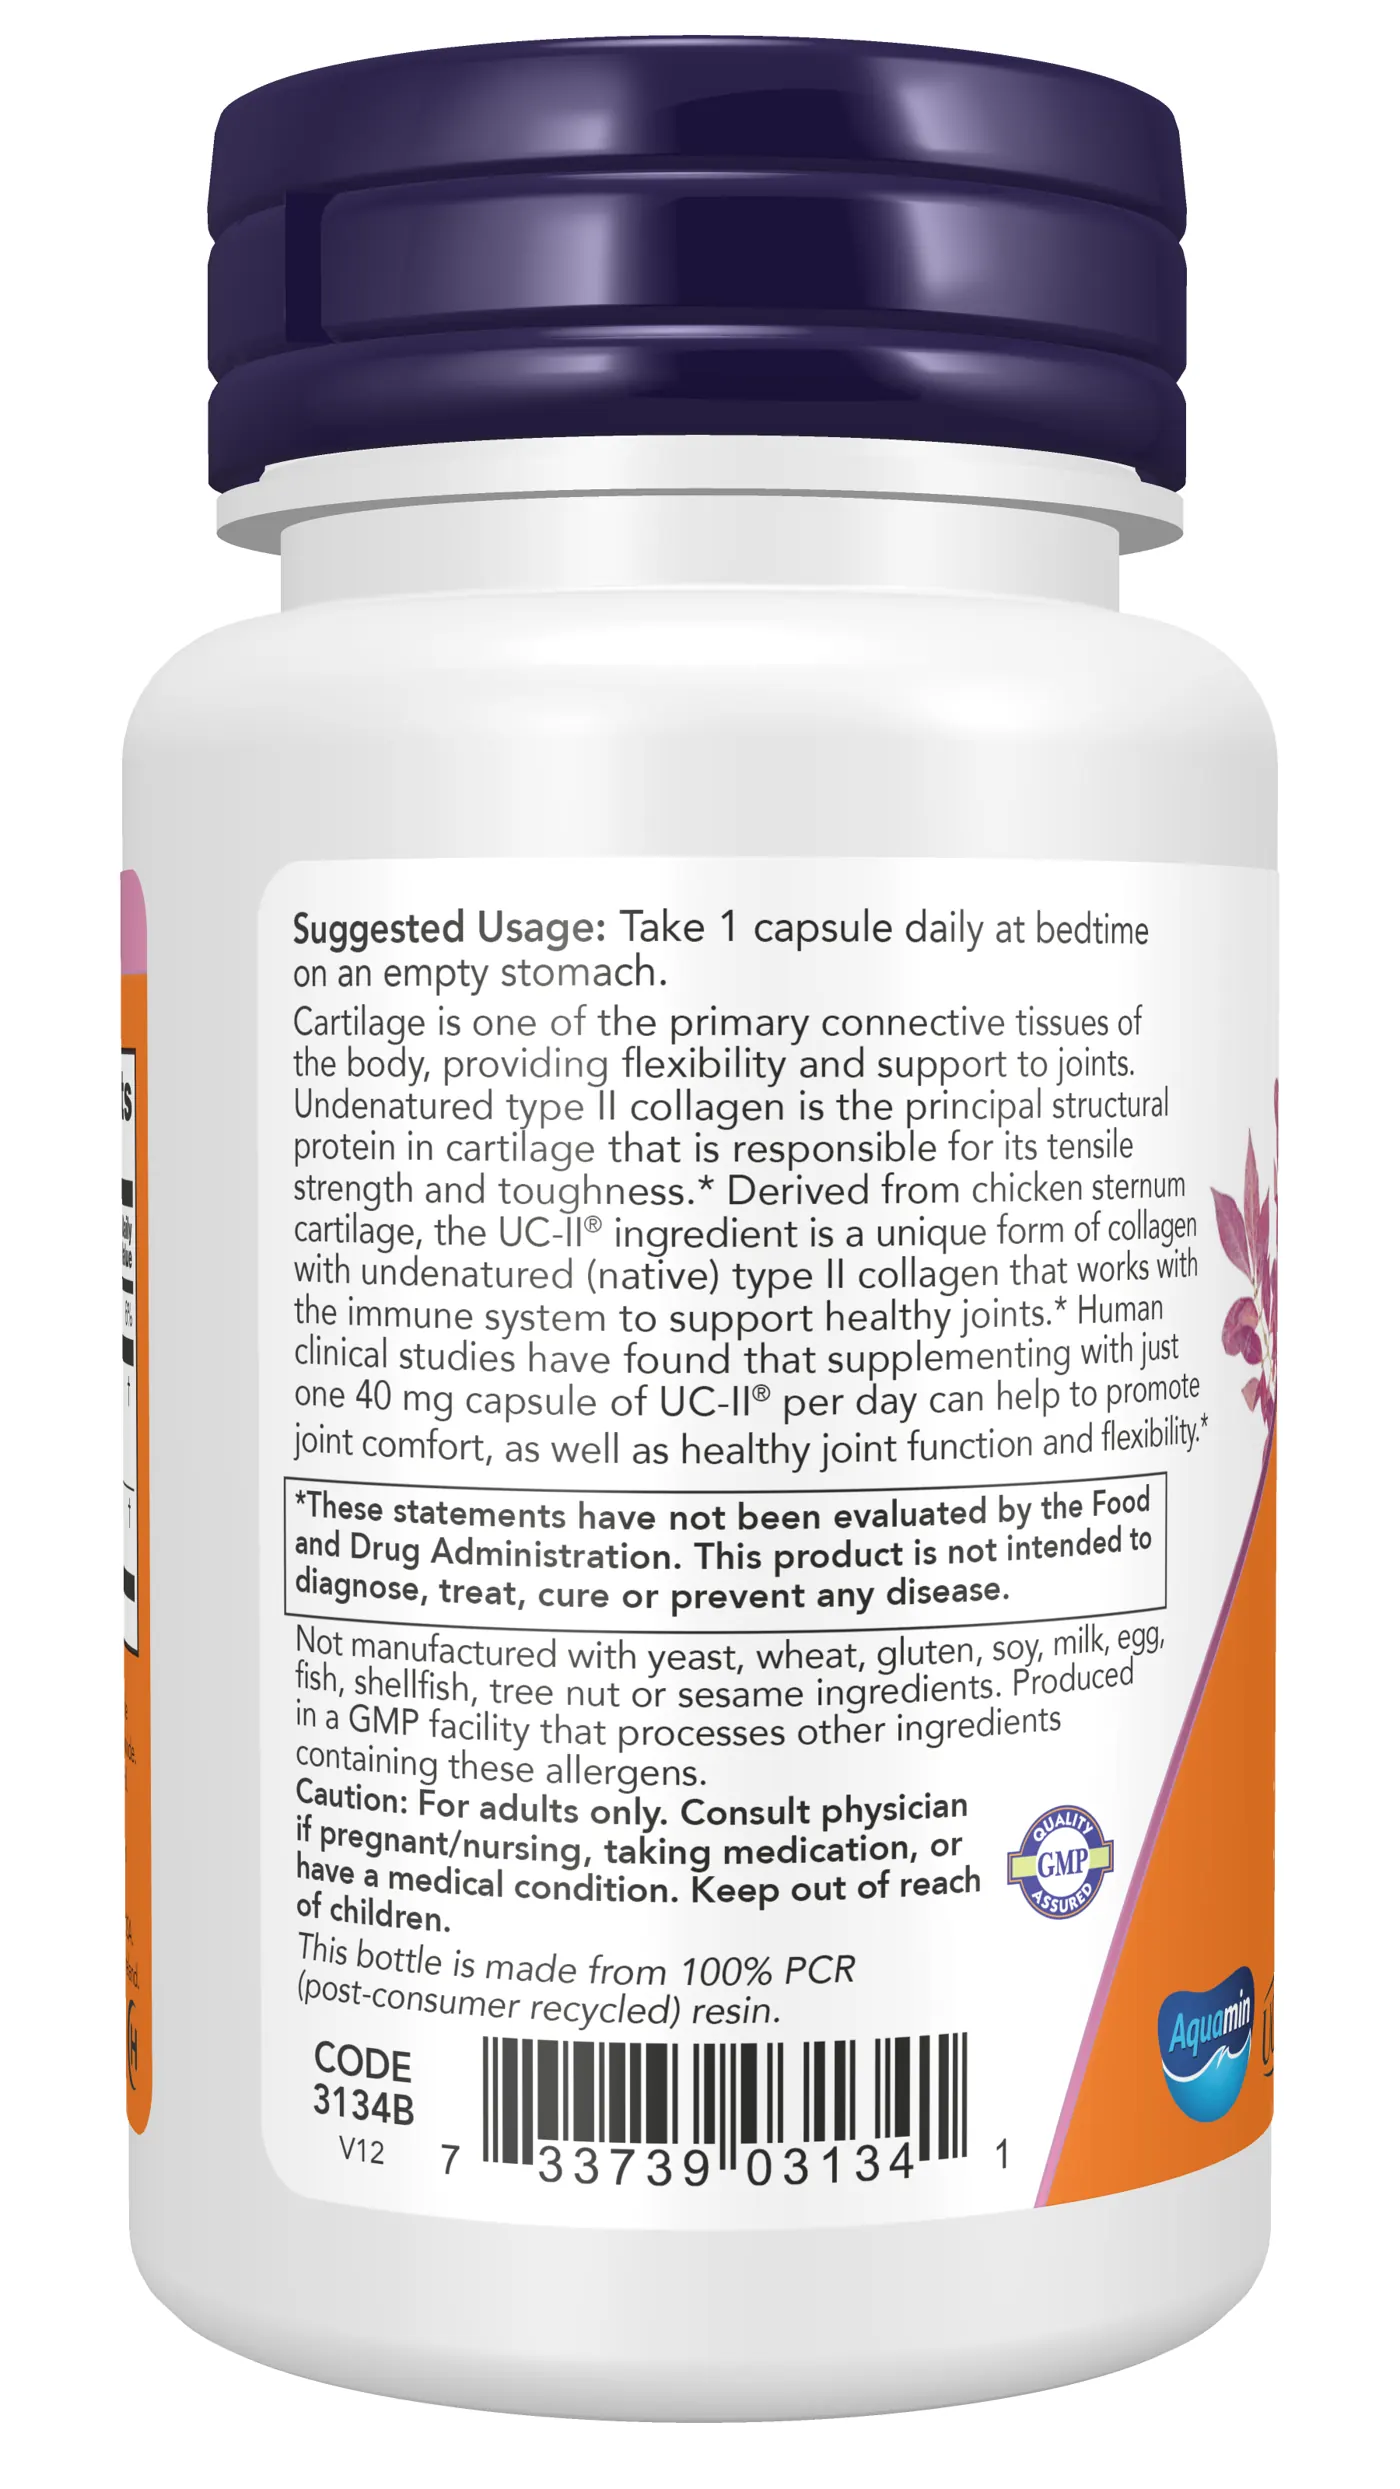 Suggested Usage: Take 1 capsule daily at bedtime
on an empty stomach.
Cartilage is one of the primary connective tissues of
the body, providing flexibility and support to joints.
Undenatured type II collagen is the principal structural
protein in cartilage that is responsible for its tensile
strength and toughness.* Derived from chicken sternum
cartilage, the UC-II® ingredient is a unique form of collagen
with undenatured (native) type II collagen that works with
the immune system to support healthy joints.* Human
clinical studies have found that supplementing with just
one 40 mg capsule of UC-II® per day can help to promote
joint comfort, as well as healthy joint function and flexibility.*
*These statements have not been evaluated by the Food
and Drug Administration. This product is not intended to
diagnose, treat, cure or prevent any disease.
Not manufactured with yeast, wheat, gluten, soy, milk, egg,
fish, shellfish, tree nut or sesame ingredients. Produced
in a GMP facility that processes other ingredients
containing these allergens.
Caution: For adults only. Consult physician
if pregnant/nursing, taking medication, or
have a medical condition. Keep out of reach
of children.
QUALITY
GMP
ASSURED
This bottle is made from 100% PCR
(post-consumer recycled) resin.
CODE
3134B
V12
7 33739 03134 1
Aquamin
6%
†
†